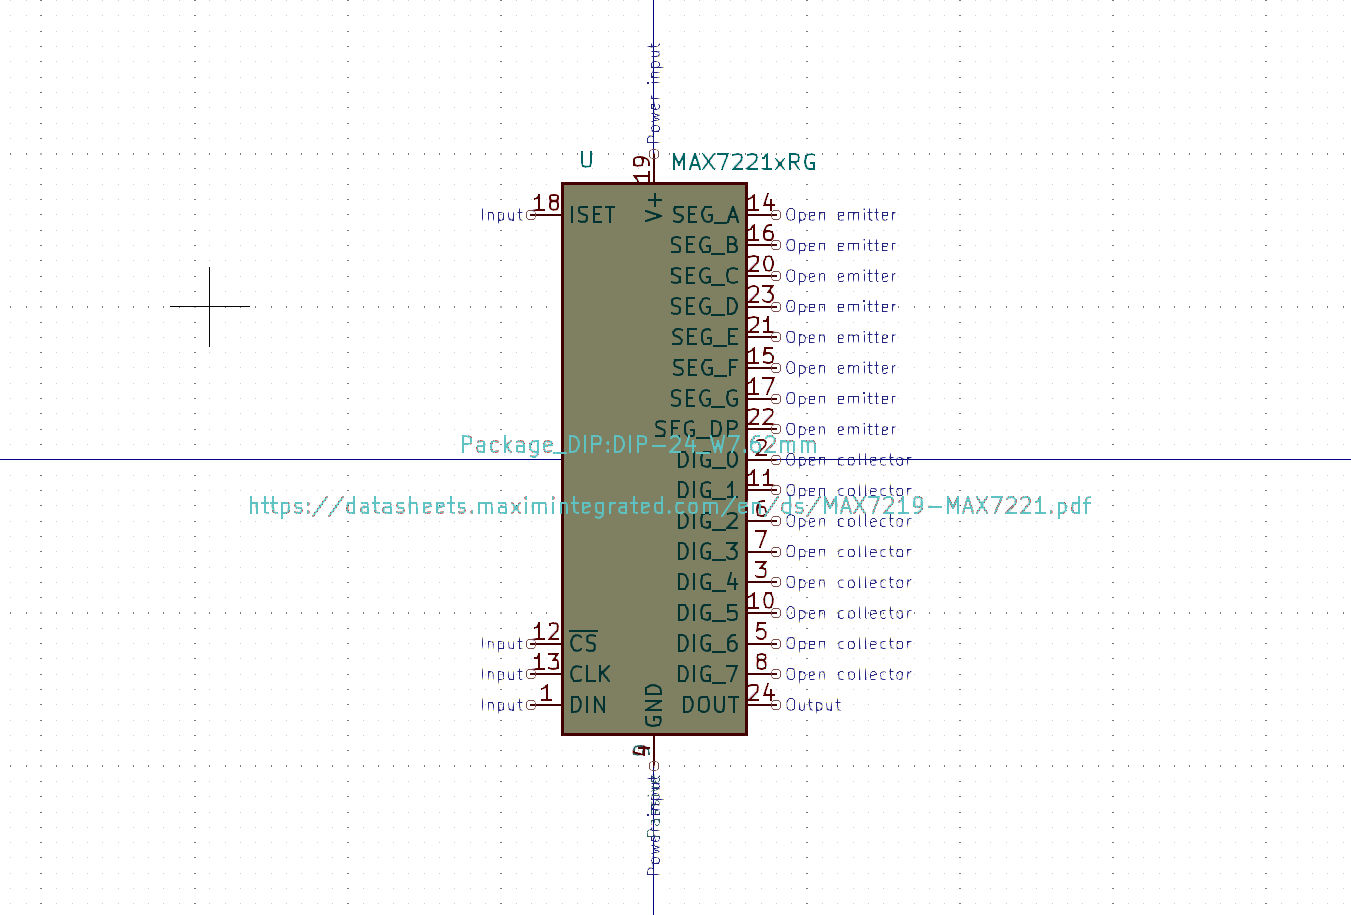 Power input
19
U
MAX7221xRG
V+
Input 18 ISET
SEG_A 14 Open emitter
SEG_B 16 Open emitter
SEG_C 20 Open emitter
SEG_D 23 Open emitter
SEG_E 21 Open emitter
SEG_F 15 Open emitter
SEG_G 17 Open emitter
SEG_DP 22 Open emitter
Package_DIP:DIP-24_W7.62mm
DIG_0 2 Open collector
DIG_1 11 Open collector
https://datasheets.maximintegrated.com/en/ds/MAX7219-MAX7221.pdf
DIG_2 6 Open collector
DIG_3 7 Open collector
DIG_4 3 Open collector
DIG_5 10 Open collector
Input 12 CS
DIG_6 5 Open collector
Input 13 CLK
DIG_7 8 Open collector
Input 1 DIN
DOUT 24 Output
GND
4
Power input